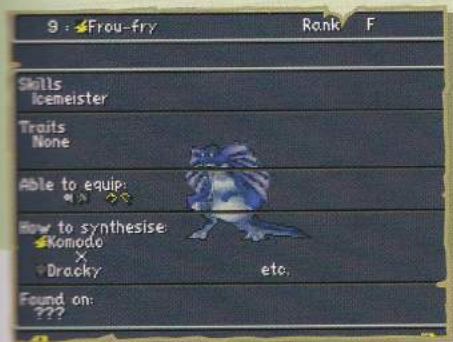 9 : Frou-fry Rank F
Skills
Icemeister
Traits
None
Able to equip:
How to synthesise:
Komodo
×
Dracky etc.
Found on:
???